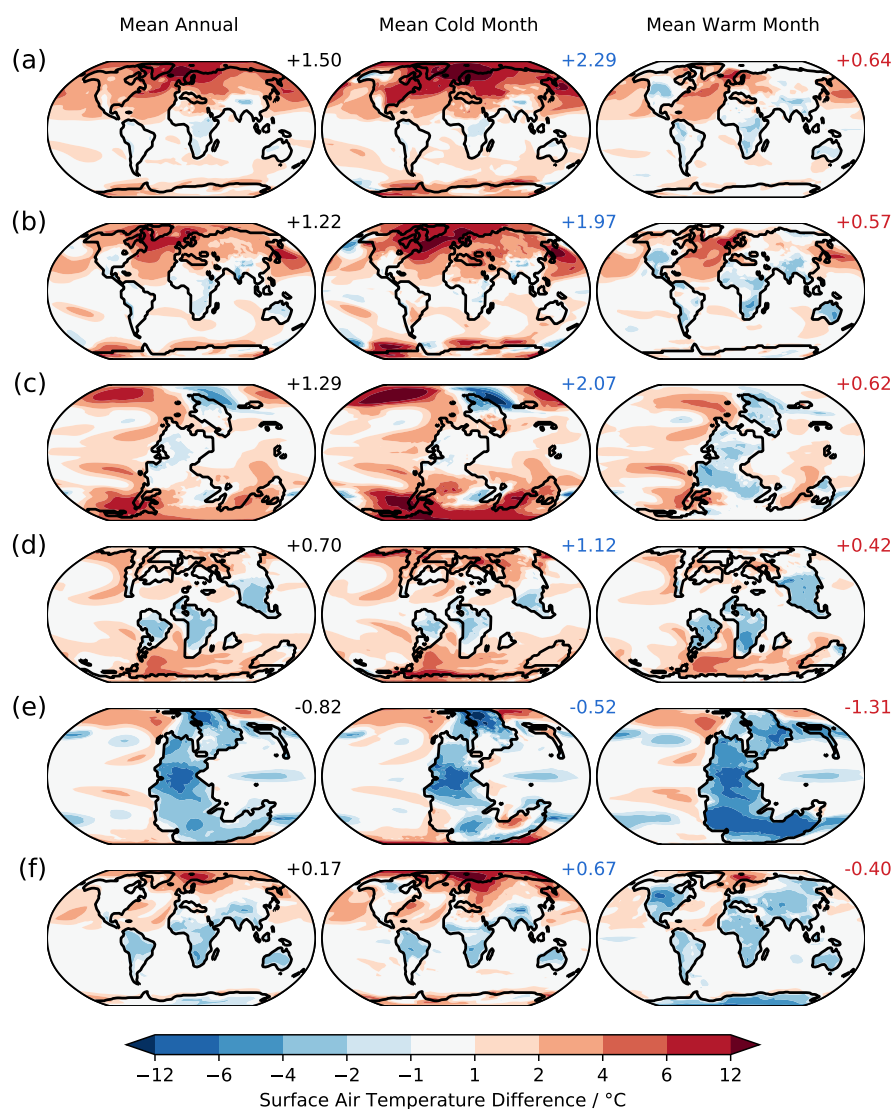 Mean Annual Mean Cold Month Mean Warm Month
(a) +1.50 +2.29 +0.64
(b) +1.22 +1.97 +0.57
(c) +1.29 +2.07 +0.62
(d) +0.70 +1.12 +0.42
(e) -0.82 -0.52 -1.31
(f) +0.17 +0.67 -0.40
−12 −6 −4 −2 −1 1 2 4 6 12
Surface Air Temperature Difference / °C